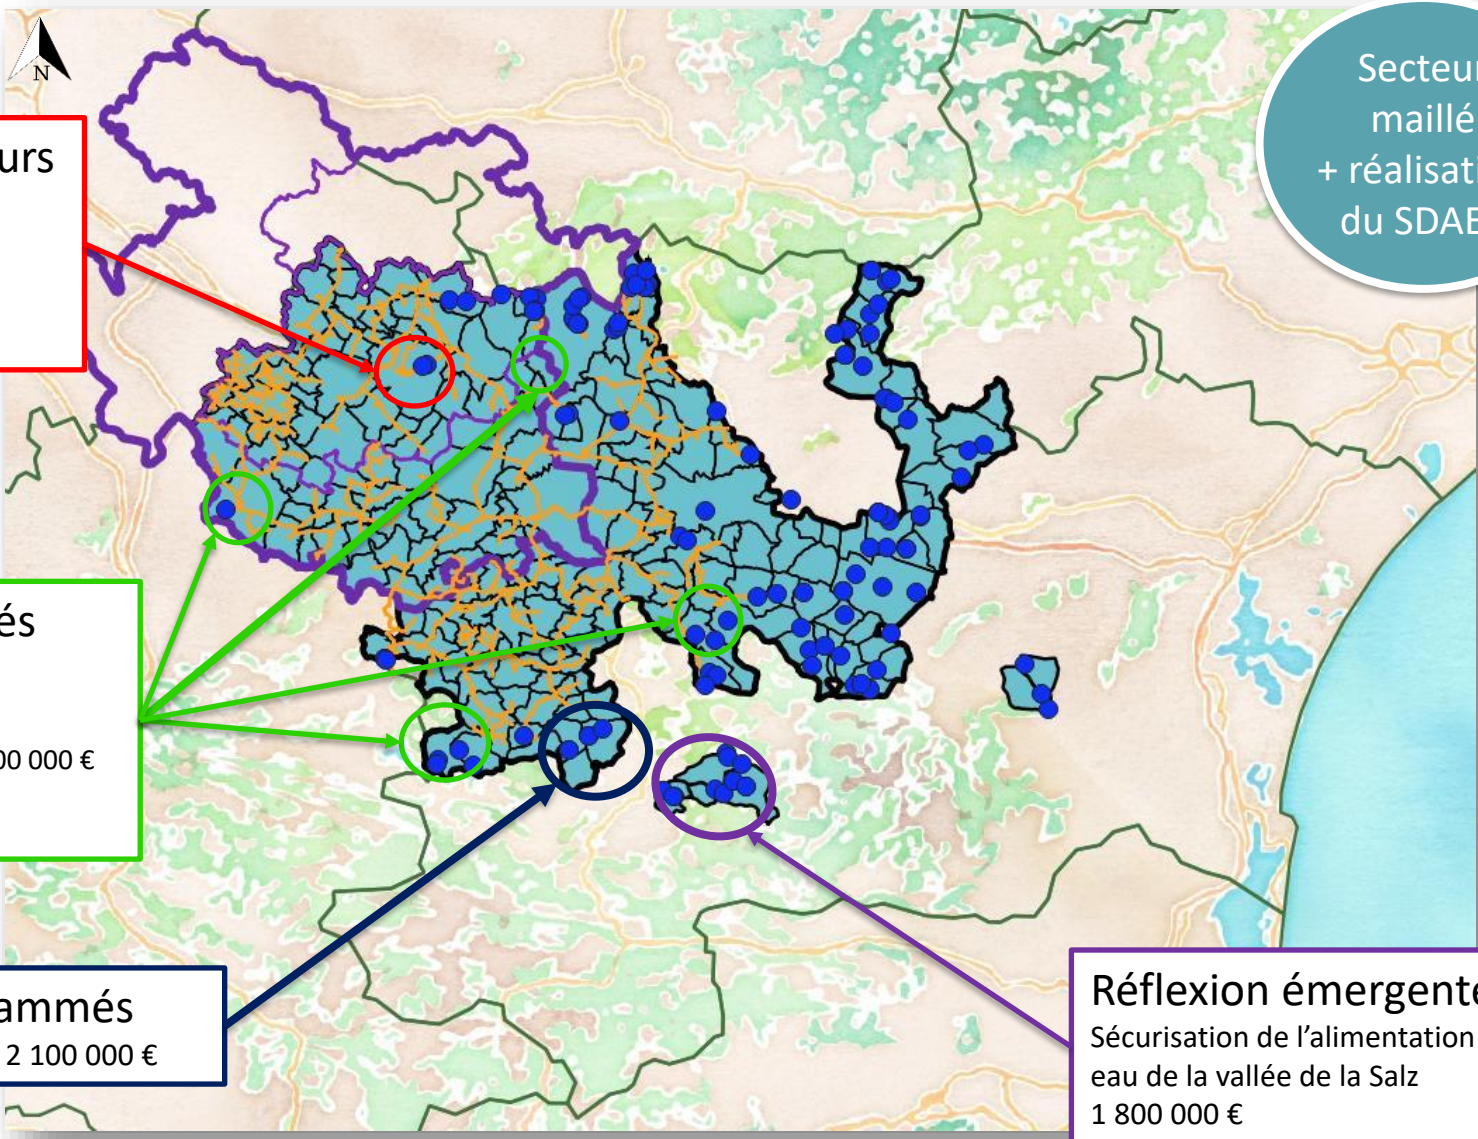 N
Secteur
maillé
+ réalisati
du SDAE
urs
és
00 000 €
ammés
2 100 000 €
Réflexion émergente
Sécurisation de l’alimentation
eau de la vallée de la Salz
1 800 000 €